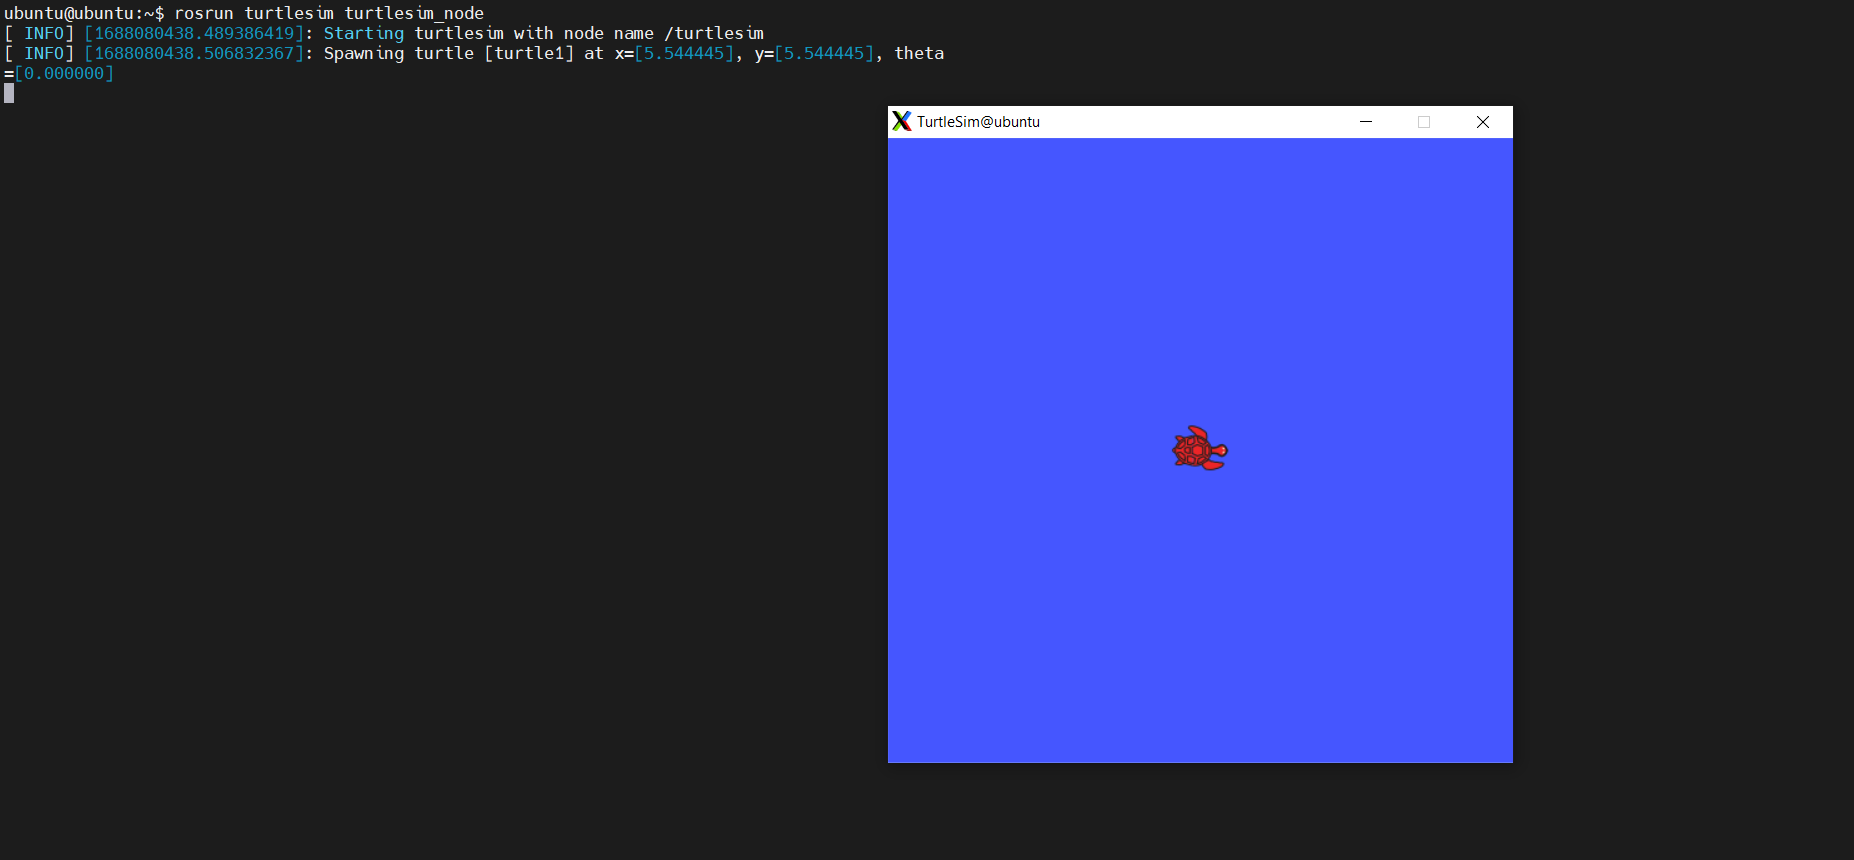 ubuntu@ubuntu:~$ rosrun turtlesim turtlesim_node
[ INFO] [1688080438.489386419]: Starting turtlesim with node name /turtlesim
[ INFO] [1688080438.506832367]: Spawning turtle [turtle1] at x=[5.544445], y=[5.544445], theta
=[0.000000]
TurtleSim@ubuntu